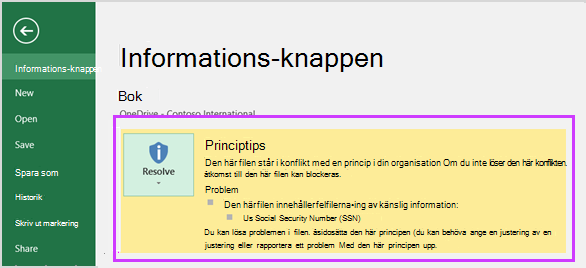 Informations-knappen
Informations-knappen
New
Bok
Open
OneDrive - Contoso International
Save
Principtips
Den här filen står i konflikt med en princip i din organisation Om du inte löser den här konflikten.
åtkomst till den här filen kan blockeras.
Resolve
Spara som
Problem
Historik
Den härfilen innehållerfelfilerna-ing av känslig information:
Us Social Security Number (SSN)
Skriv ut markering
Du kan lösa problemen i filen. åsidosätta den här principen (du kan behöva ange en justering av en
justering eller rapportera ett problem Med den här principen upp.
Share